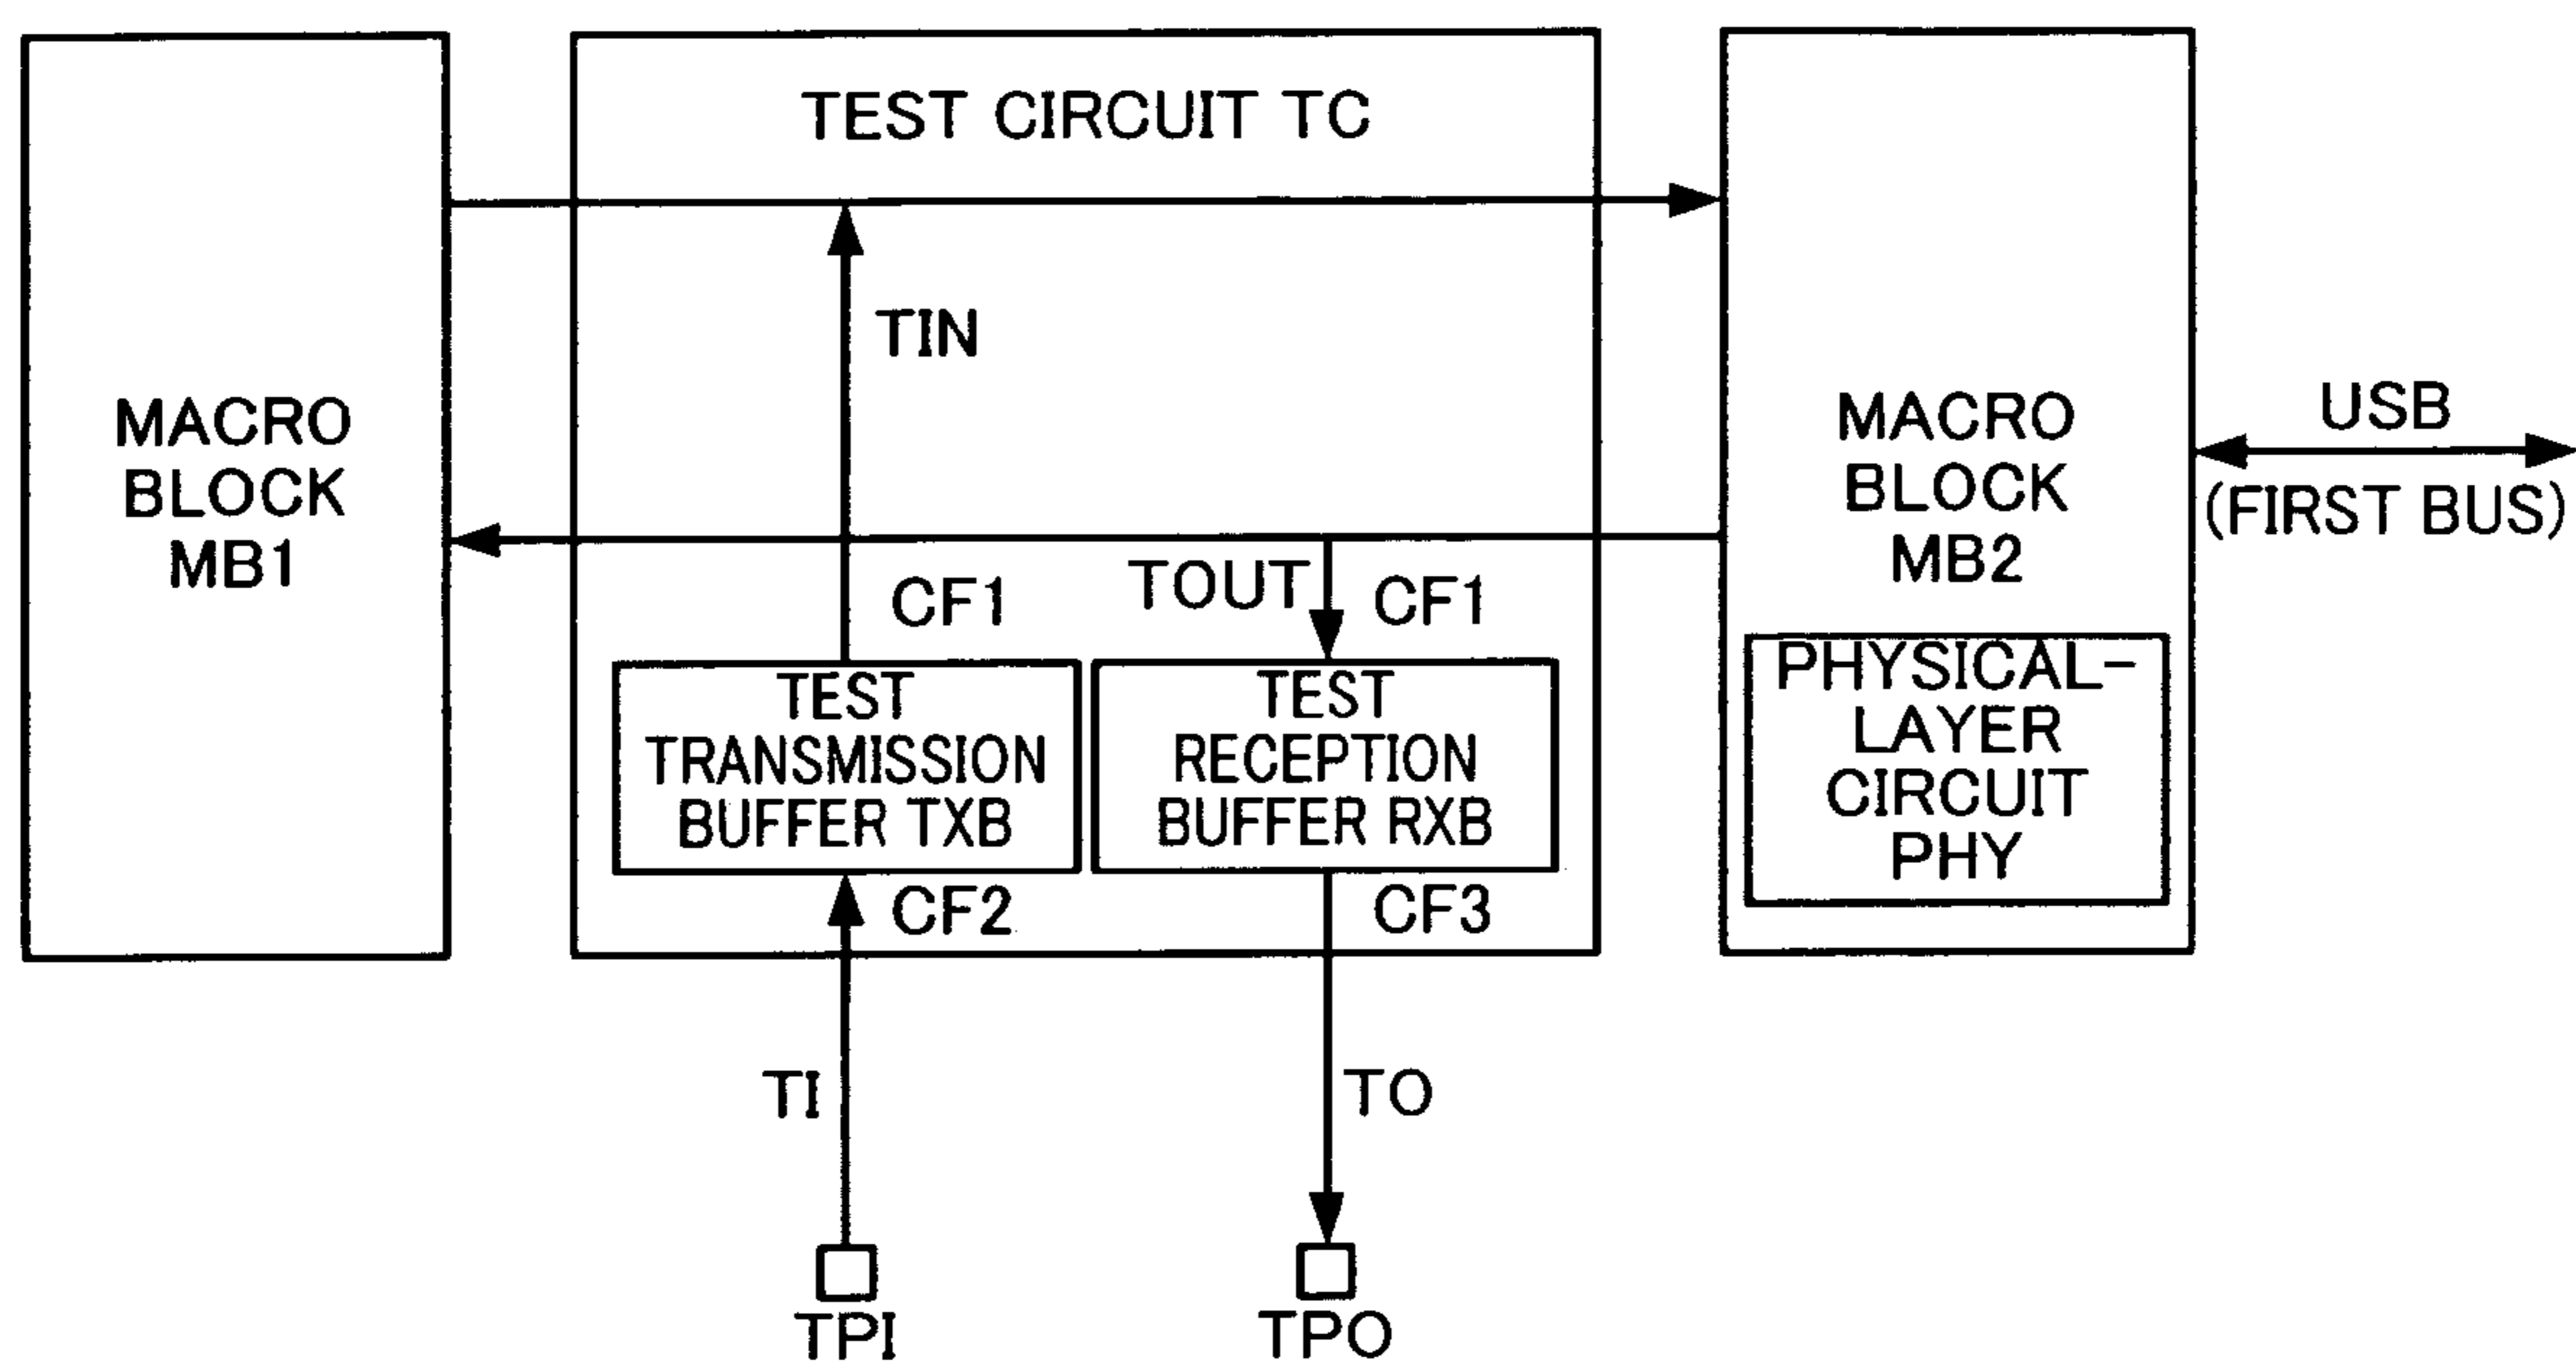 TEST CIRCUIT TC
TIN
MACRO
BLOCK
MB1
MACRO
BLOCK
MB2
USB
(FIRST BUS)
CF1
TOUT
CF1
TEST
TRANSMISSION
BUFFER TXB
TEST
RECEPTION
BUFFER RXB
PHYSICAL-
LAYER
CIRCUIT
PHY
CF2
CF3
TI
TO
TPI
TPO